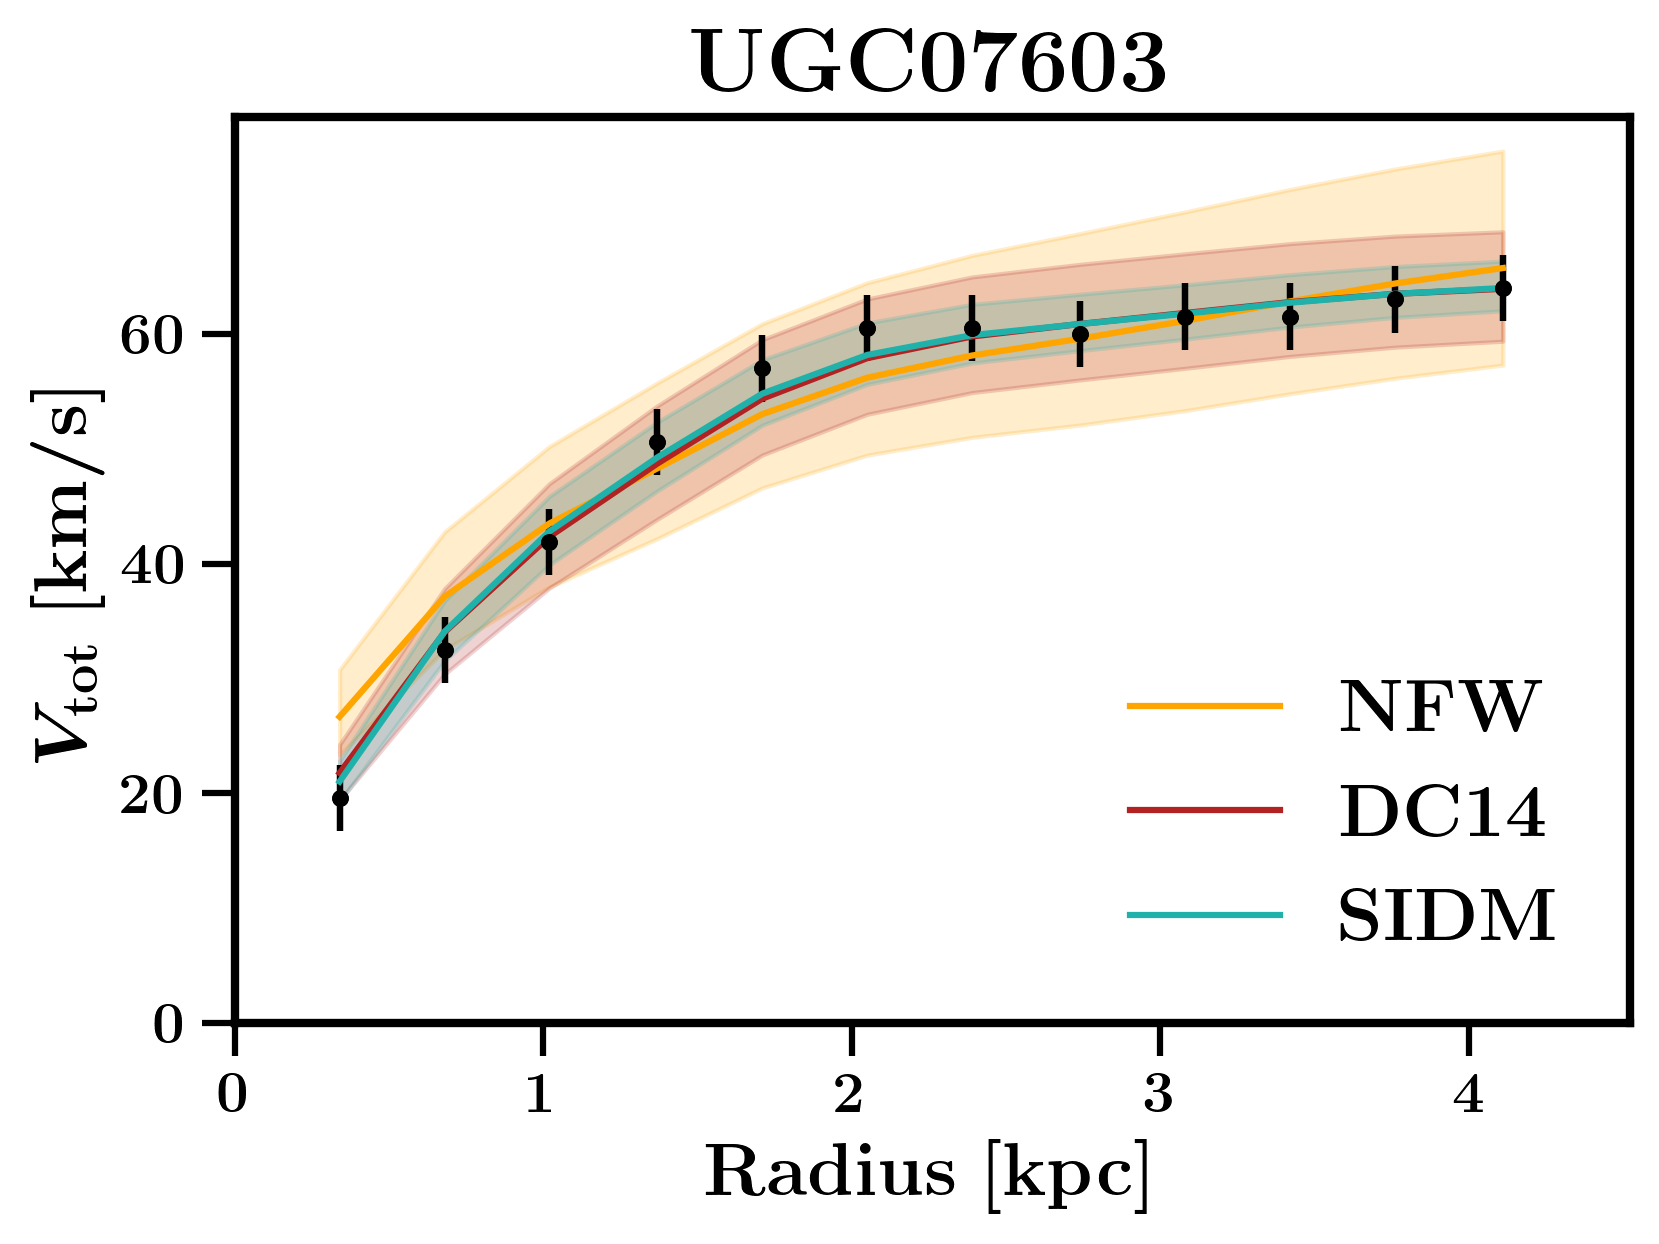 UGC07603
V_tot [km/s]
60
40
20
0
NFW
DC14
SIDM
0 1 2 3 4
Radius [kpc]